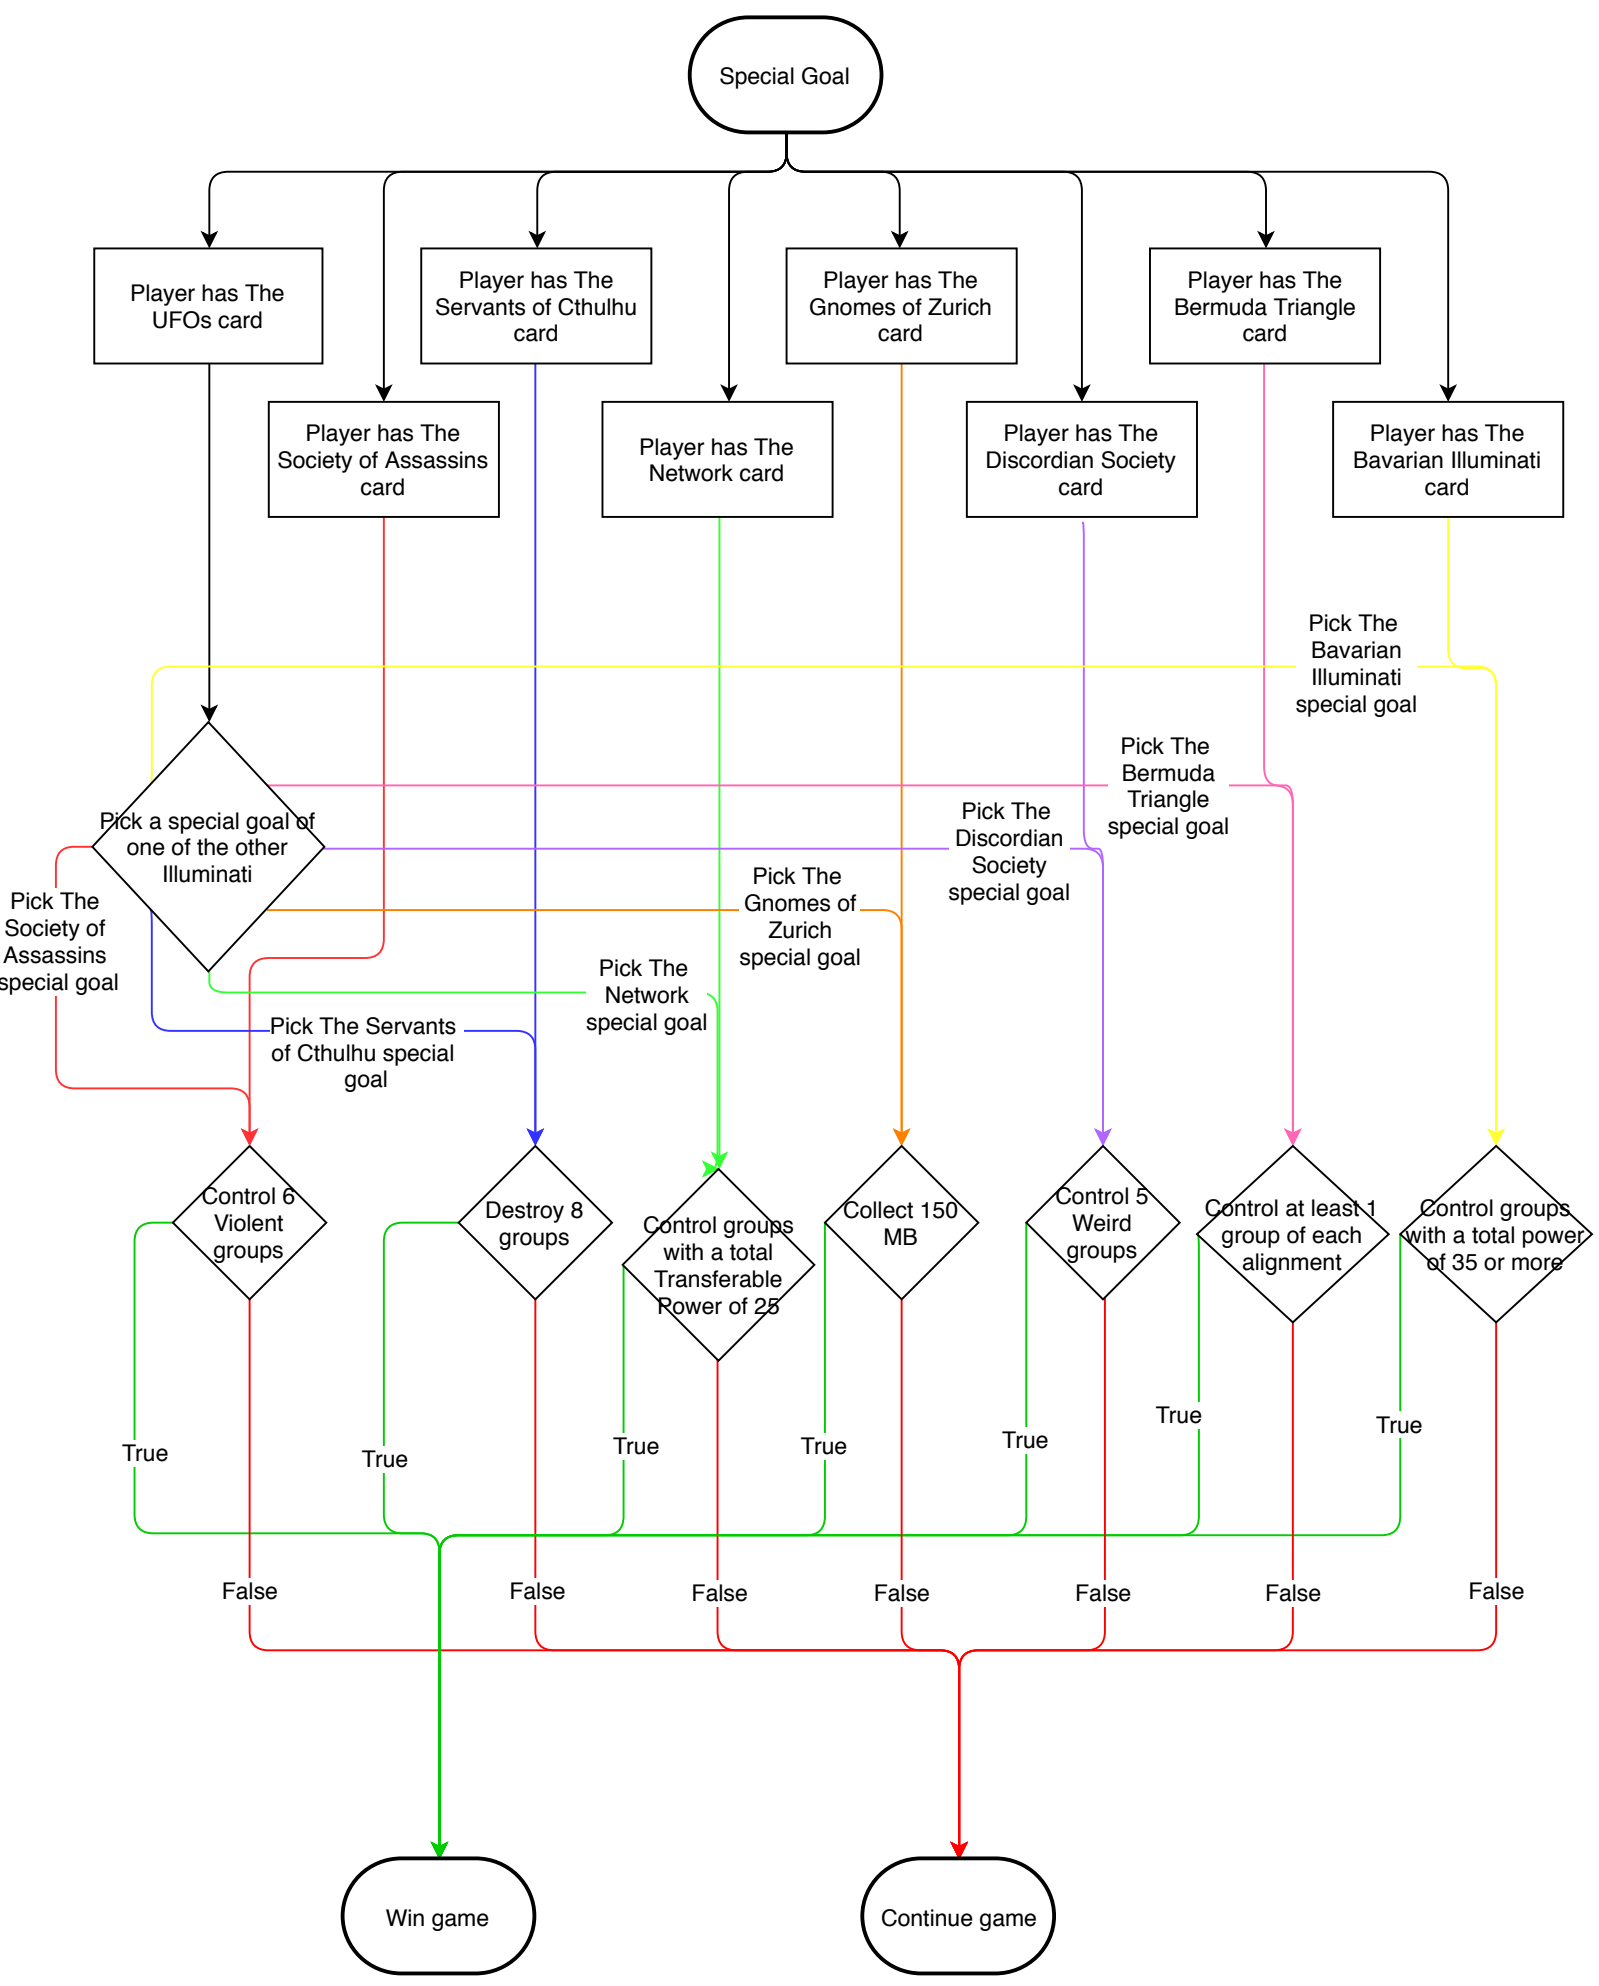 Special Goal
Player has The
UFOs card
Player has The
Servants of Cthulhu
card
Player has The
Gnomes of Zurich
card
Player has The
Bermuda Triangle
card
Player has The
Society of Assassins
card
Player has The
Network card
Player has The
Discordian Society
card
Player has The
Bavarian Illuminati
card
Pick The
Bavarian
Illuminati
special goal
Pick The
Bermuda
Triangle
special goal
Pick a special goal of
one of the other
Illuminati
Pick The
Discordian
Society
special goal
Pick The
Gnomes of
Zurich
special goal
Pick The
Society of
Assassins
special goal
Pick The
Network
special goal
Pick The Servants
of Cthulhu special
goal
Control 6
Violent
groups
Destroy 8
groups
Control groups
with a total
Transferable
Power of 25
Collect 150
MB
Control 5
Weird
groups
Control at least 1
group of each
alignment
Control groups
with a total power
of 35 or more
True
True
True
True
True
True
True
False
False
False
False
False
False
False
Win game
Continue game